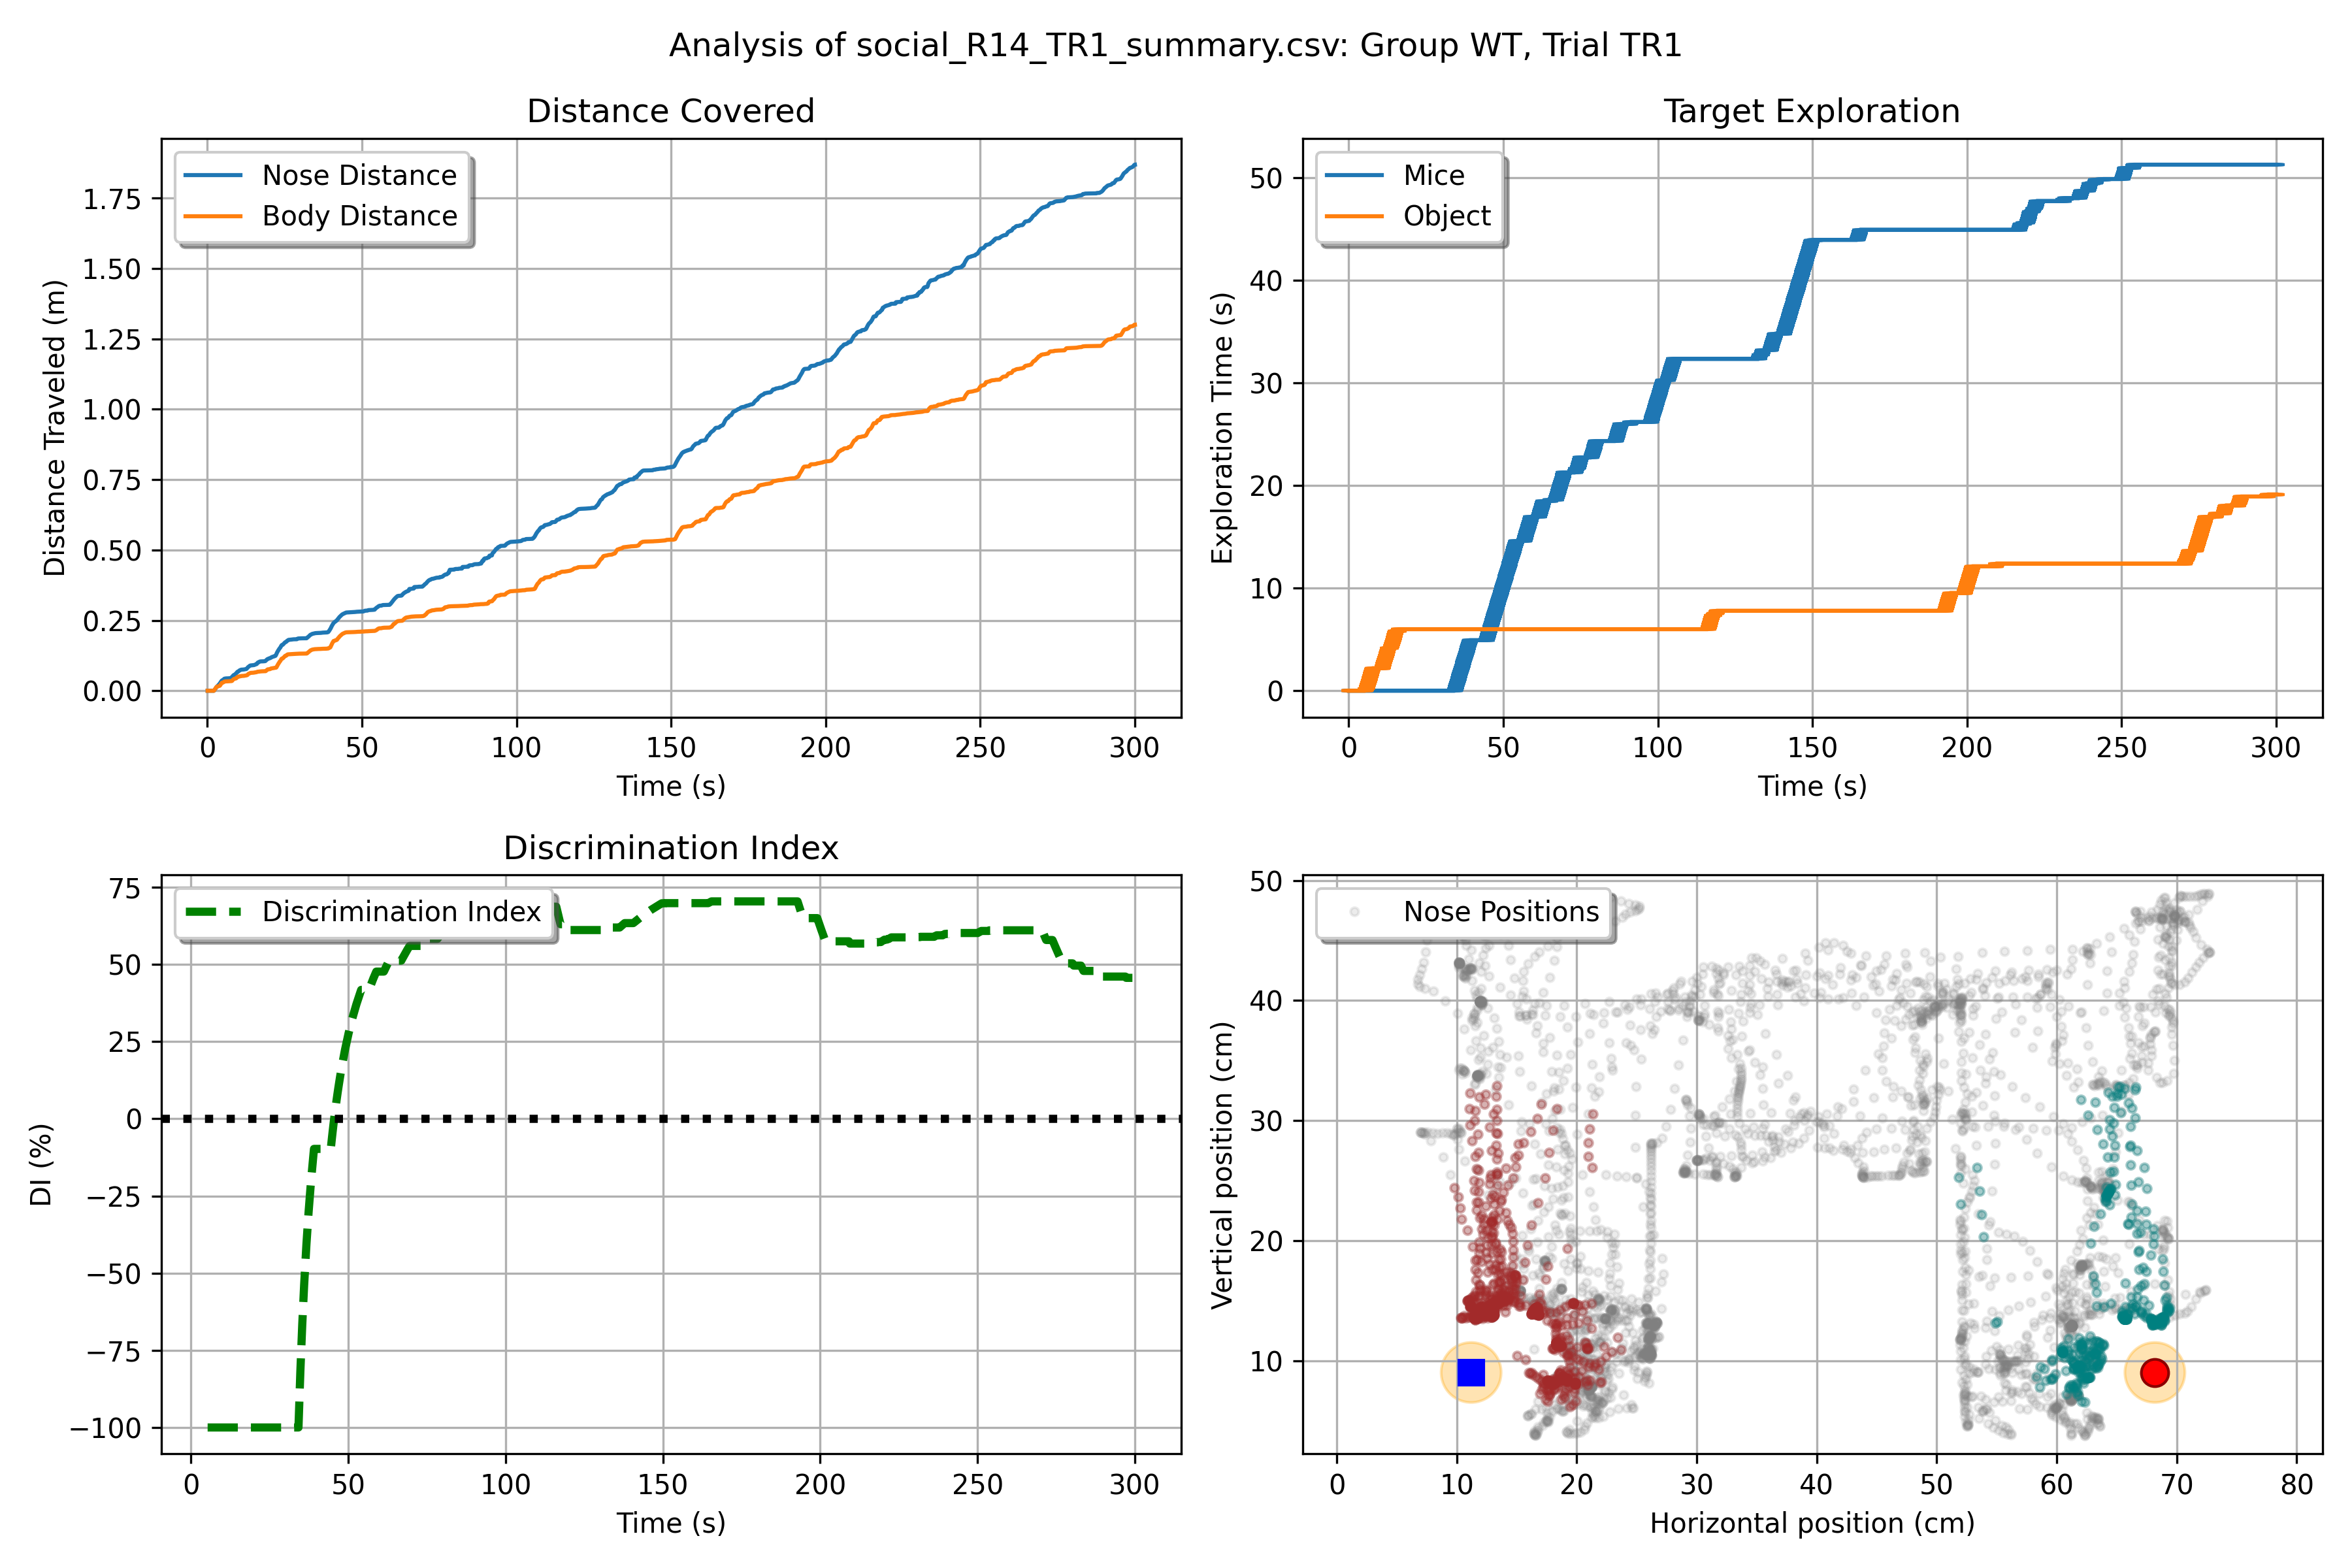 Analysis of social_R14_TR1_summary.csv: Group WT, Trial TR1
Distance Covered
Nose Distance
Body Distance
1.75
1.50
1.25
1.00
0.75
0.50
0.25
0.00
Distance Traveled (m)
0 50 100 150 200 250 300
Time (s)
Target Exploration
Mice
Object
50
40
30
20
10
0
Exploration Time (s)
0 50 100 150 200 250 300
Time (s)
Discrimination Index
Discrimination Index
75
50
25
0
−25
−50
−75
−100
DI (%)
0 50 100 150 200 250 300
Time (s)
Nose Positions
50
40
30
20
10
Vertical position (cm)
0 10 20 30 40 50 60 70 80
Horizontal position (cm)